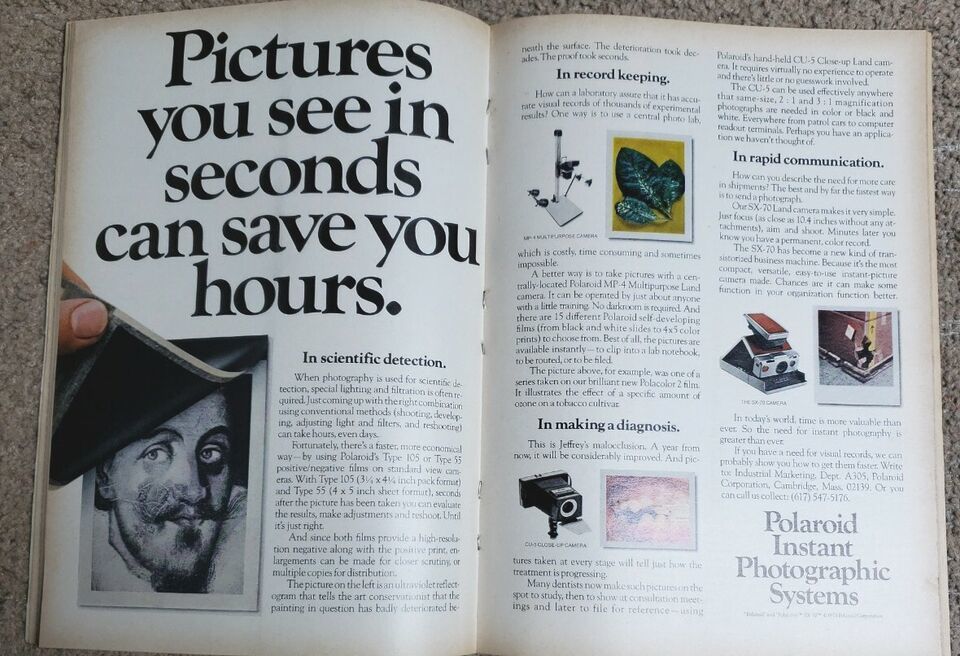 Pictures
you see in
seconds
can save you
hours.
In scientific detection.
When photography is used for scientific de-
tection, special lighting and filtration is often re-
quired. Just coming up with the right combination
using conventional methods (shooting, develop-
ing, adjusting light and filters, and reshooting)
can take hours, even days.
Fortunately, there's a faster, more economical
way—by using Polaroid's Type 105 or Type 55
positive/negative films on standard view cam-
eras. With Type 105 (3¼ x 4¼ inch pack format)
and Type 55 (4 x 5 inch sheet format), seconds
after the picture has been taken you can evaluate
the results, make adjustments and reshoot. Until
it's just right.
And since both films provide a high-resolu-
tion negative along with the positive print, en-
largements can be made for closer scrutiny, or
multiple copies for distribution.
The picture on the left is an ultraviolet reflect-
ogram that tells the art conservationist that the
painting in question has badly deteriorated be-
neath the surface. The deterioration took dec-
ades. The proof took seconds.
In record keeping.
How can a laboratory assure that it has accu-
rate visual records of thousands of experimental
results? One way is to use a central photo lab,
MP-4 MULTIPURPOSE CAMERA
which is costly, time consuming and sometimes
impossible.
A better way is to take pictures with a cen-
trally-located Polaroid MP-4 Multipurpose Land
camera. It can be operated by just about anyone
with a little training. No darkroom is required. And
there are 15 different Polaroid self-developing
films (from black and white slides to 4x5 color
prints) to choose from. Best of all, the pictures are
available instantly—to clip into a lab notebook,
to be routed, or to be filed.
The picture above, for example, was one of a
series taken on our brilliant new Polacolor 2 film.
It illustrates the effect of a specific amount of
ozone on a tobacco cultivar.
In making a diagnosis.
This is Jeffrey's malocclusion. A year from
now, it will be considerably improved. And pic-
CU-5 CLOSE-UP CAMERA
tures taken at every stage will tell just how the
treatment is progressing.
Many dentists now make such pictures on the
spot to study, then to show at consultation meet-
ings and later to file for reference—using
Polaroid's hand-held CU-5 Close-up Land cam-
era. It requires virtually no experience to operate
and there's little or no guesswork involved.
The CU-5 can be used effectively anywhere
that same-size, 2 : 1 and 3 : 1 magnification
photographs are needed in color or black and
white. Everywhere from patrol cars to computer
readout terminals. Perhaps you have an applica-
tion we haven't thought of.
In rapid communication.
How can you describe the need for more care
in shipments? The best and by far the fastest way
is to send a photograph.
Our SX-70 Land camera makes it very simple.
Just focus (as close as 10.4 inches without any at-
tachments), aim and shoot. Minutes later you
know you have a permanent, color record.
The SX-70 has become a new kind of tran-
sistorized business machine. Because it's the most
compact, versatile, easy-to-use instant-picture
camera made. Chances are it can make some
function in your organization function better.
THE SX-70 CAMERA
In today's world, time is more valuable than
ever. So the need for instant photography is
greater than ever.
If you have a need for visual records, we can
probably show you how to get them faster. Write
to: Industrial Marketing, Dept. A305, Polaroid
Corporation, Cambridge, Mass. 02139. Or you
can call us collect: (617) 547-5176.
Polaroid
Instant
Photographic
Systems
"Polaroid" and
Polaroid Corporation